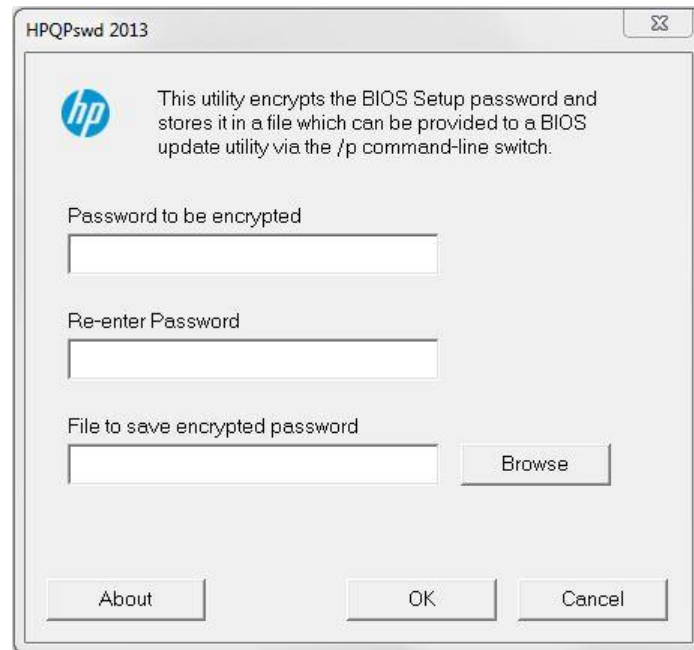 HPQPswd 2013
hp
This utility encrypts the BIOS Setup password and
stores it in a file which can be provided to a BIOS
update utility via the /p command-line switch.
Password to be encrypted
Re-enter Password
File to save encrypted password
Browse
About
OK
Cancel